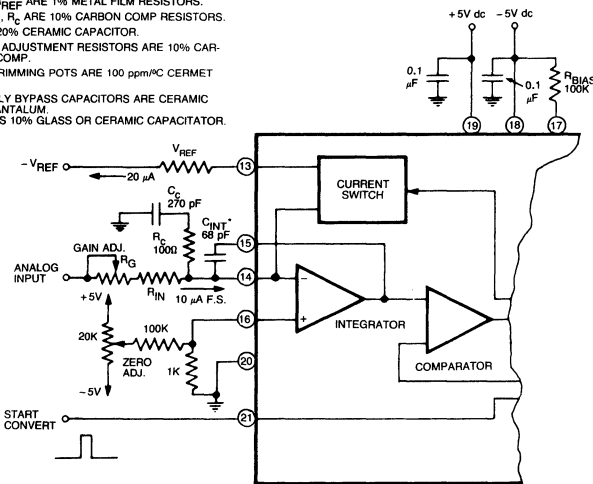 REF ARE 1% METAL FILM RESISTORS.
, Rc ARE 10% CARBON COMP RESISTORS.
20% CERAMIC CAPACITOR.
ADJUSTMENT RESISTORS ARE 10% CAR-
COMP.
RIMMING POTS ARE 100 ppm/ºC CERMET
LY BYPASS CAPACITORS ARE CERAMIC
ANTALUM.
S 10% GLASS OR CERAMIC CAPACITATOR.
+5V dc
-5V dc
0.1 µF
0.1 µF
RBIAS
100K
19
18
17
-VREF
20 µA
VREF
13
CURRENT SWITCH
Cc
270 pF
Rc
100Ω
CINT*
68 pF
15
GAIN ADJ.
RG
ANALOG INPUT
RIN
10 µA F.S.
14
-
+
INTEGRATOR
COMPARATOR
+5V
20K
100K
16
ZERO ADJ.
1K
20
-5V
START CONVERT
21